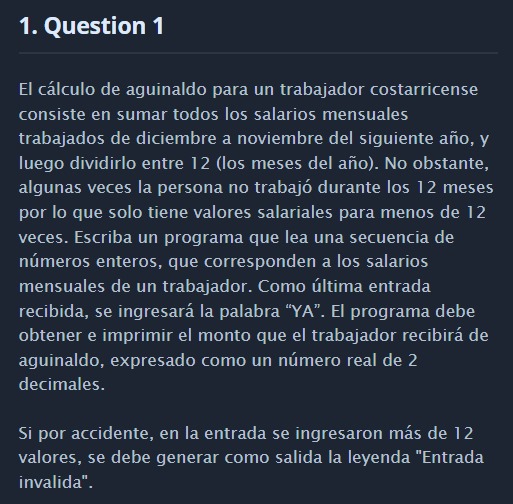 1. Question 1
El cálculo de aguinaldo para un trabajador costarricense
consiste en sumar todos los salarios mensuales
trabajados de diciembre a noviembre del siguiente año, y
luego dividirlo entre 12 (los meses del año). No obstante,
algunas veces la persona no trabajó durante los 12 meses
por lo que solo tiene valores salariales para menos de 12
veces. Escriba un programa que lea una secuencia de
números enteros, que corresponden a los salarios
mensuales de un trabajador. Como última entrada
recibida, se ingresará la palabra “YA”. El programa debe
obtener e imprimir el monto que el trabajador recibirá de
aguinaldo, expresado como un número real de 2
decimales.
Si por accidente, en la entrada se ingresaron más de 12
valores, se debe generar como salida la leyenda "Entrada
invalida".